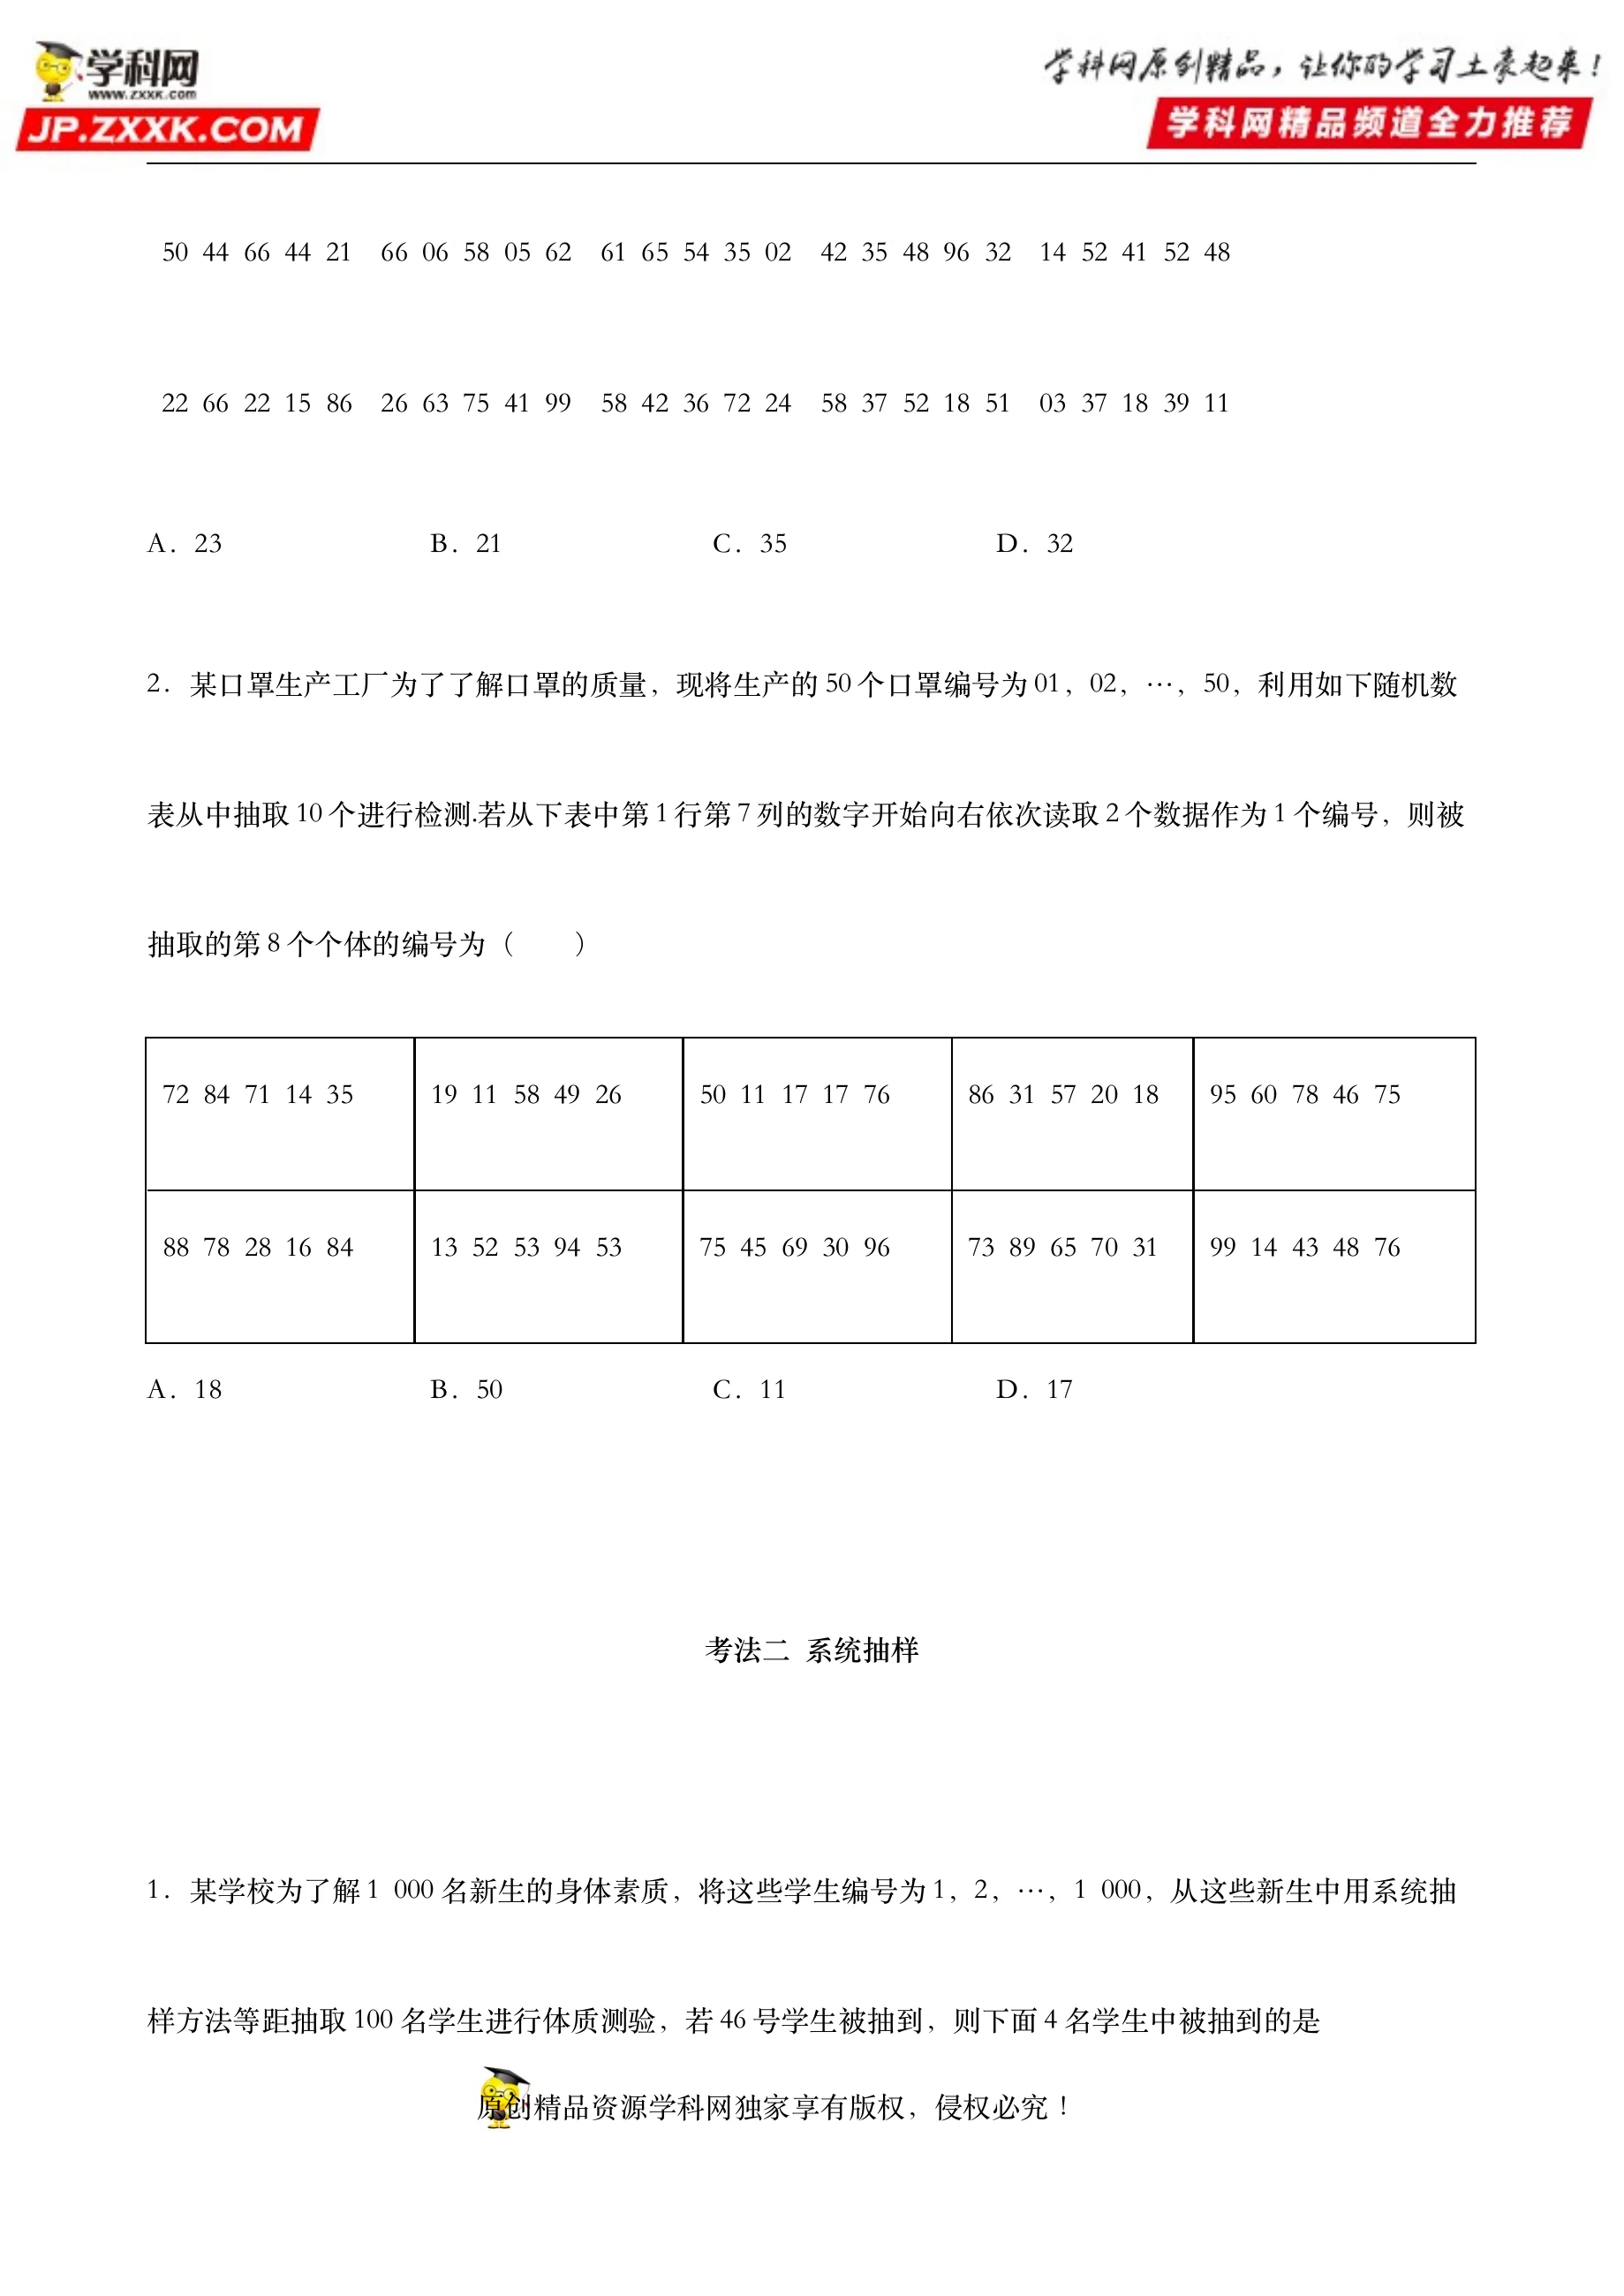 学科网
www.zxxk.com
JP.ZXXK.COM
学科网原创精品，让你的学习土豪起来！
学科网精品频道全力推荐
50 44 66 44 21 66 06 58 05 62 61 65 54 35 02 42 35 48 96 32 14 52 41 52 48
22 66 22 15 86 26 63 75 41 99 58 42 36 72 24 58 37 52 18 51 03 37 18 39 11
A．23 B．21 C．35 D．32
2．某口罩生产工厂为了了解口罩的质量，现将生产的 50 个口罩编号为 01，02，…，50，利用如下随机数
表从中抽取 10 个进行检测.若从下表中第 1 行第 7 列的数字开始向右依次读取 2 个数据作为 1 个编号，则被
抽取的第 8 个个体的编号为（ ）
72 84 71 14 35 19 11 58 49 26 50 11 17 17 76 86 31 57 20 18 95 60 78 46 75
88 78 28 16 84 13 52 53 94 53 75 45 69 30 96 73 89 65 70 31 99 14 43 48 76
A．18 B．50 C．11 D．17
考法二 系统抽样
1．某学校为了解 1 000 名新生的身体素质，将这些学生编号为 1，2，…，1 000，从这些新生中用系统抽
样方法等距抽取 100 名学生进行体质测验，若 46 号学生被抽到，则下面 4 名学生中被抽到的是
原创精品资源学科网独家享有版权，侵权必究！